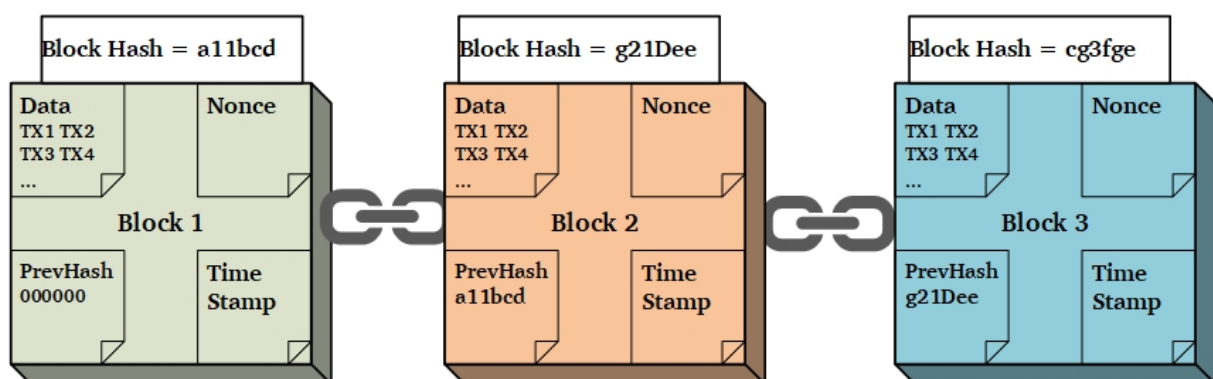 Block Hash = a11bcd
Data
TX1 TX2
TX3 TX4
...
Nonce
Block 1
PrevHash
000000
Time
Stamp
Block Hash = g21Dee
Data
TX1 TX2
TX3 TX4
...
Nonce
Block 2
PrevHash
a11bcd
Time
Stamp
Block Hash = cg3fge
Data
TX1 TX2
TX3 TX4
...
Nonce
Block 3
PrevHash
g21Dee
Time
Stamp